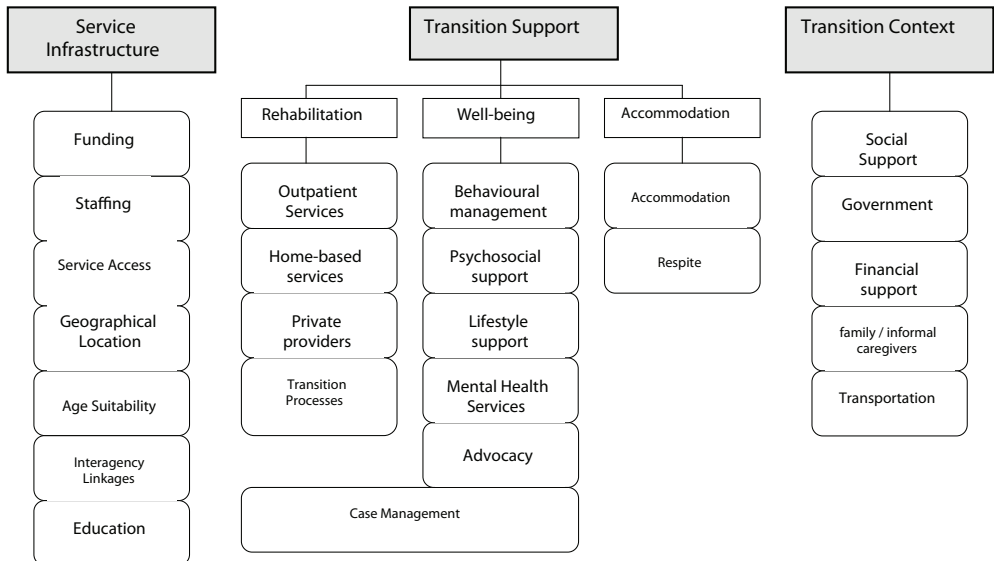 Service
Infrastructure
Funding
Staffing
Service Access
Geographical
Location
Age Suitability
Interagency
Linkages
Education
Transition Support
Rehabilitation
Outpatient
Services
Home-based
services
Private
providers
Transition
Processes
Well-being
Behavioural
management
Psychosocial
support
Lifestyle
support
Mental Health
Services
Advocacy
Case Management
Accommodation
Accommodation
Respite
Transition Context
Social
Support
Government
Financial
support
family / informal
caregivers
Transportation